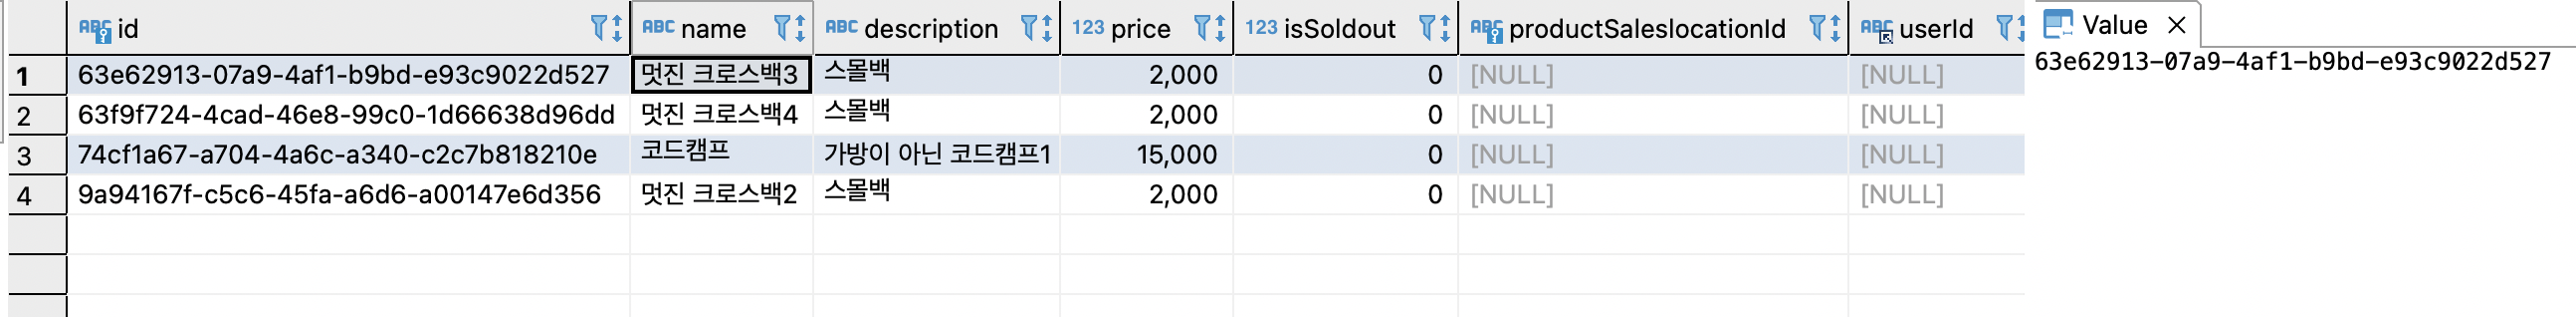 ABC id ABC name ABC description 123 price 123 isSoldout ABC productSaleslocationId ABC userId Value
1 63e62913-07a9-4af1-b9bd-e93c9022d527 멋진 크로스백3 스몰백 2,000 0 [NULL] [NULL] 63e62913-07a9-4af1-b9bd-e93c9022d527
2 63f9f724-4cad-46e8-99c0-1d66638d96dd 멋진 크로스백4 스몰백 2,000 0 [NULL] [NULL]
3 74cf1a67-a704-4a6c-a340-c2c7b818210e 코드캠프 가방이 아닌 코드캠프1 15,000 0 [NULL] [NULL]
4 9a94167f-c5c6-45fa-a6d6-a00147e6d356 멋진 크로스백2 스몰백 2,000 0 [NULL] [NULL]